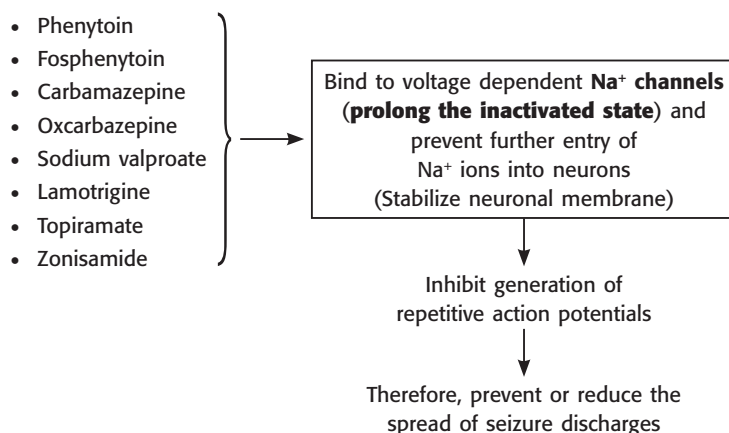 • Phenytoin
• Fosphenytoin
• Carbamazepine
• Oxcarbazepine
• Sodium valproate
• Lamotrigine
• Topiramate
• Zonisamide
Bind to voltage dependent Na⁺ channels
(prolong the inactivated state) and
prevent further entry of
Na⁺ ions into neurons
(Stabilize neuronal membrane)
Inhibit generation of
repetitive action potentials
Therefore, prevent or reduce the
spread of seizure discharges